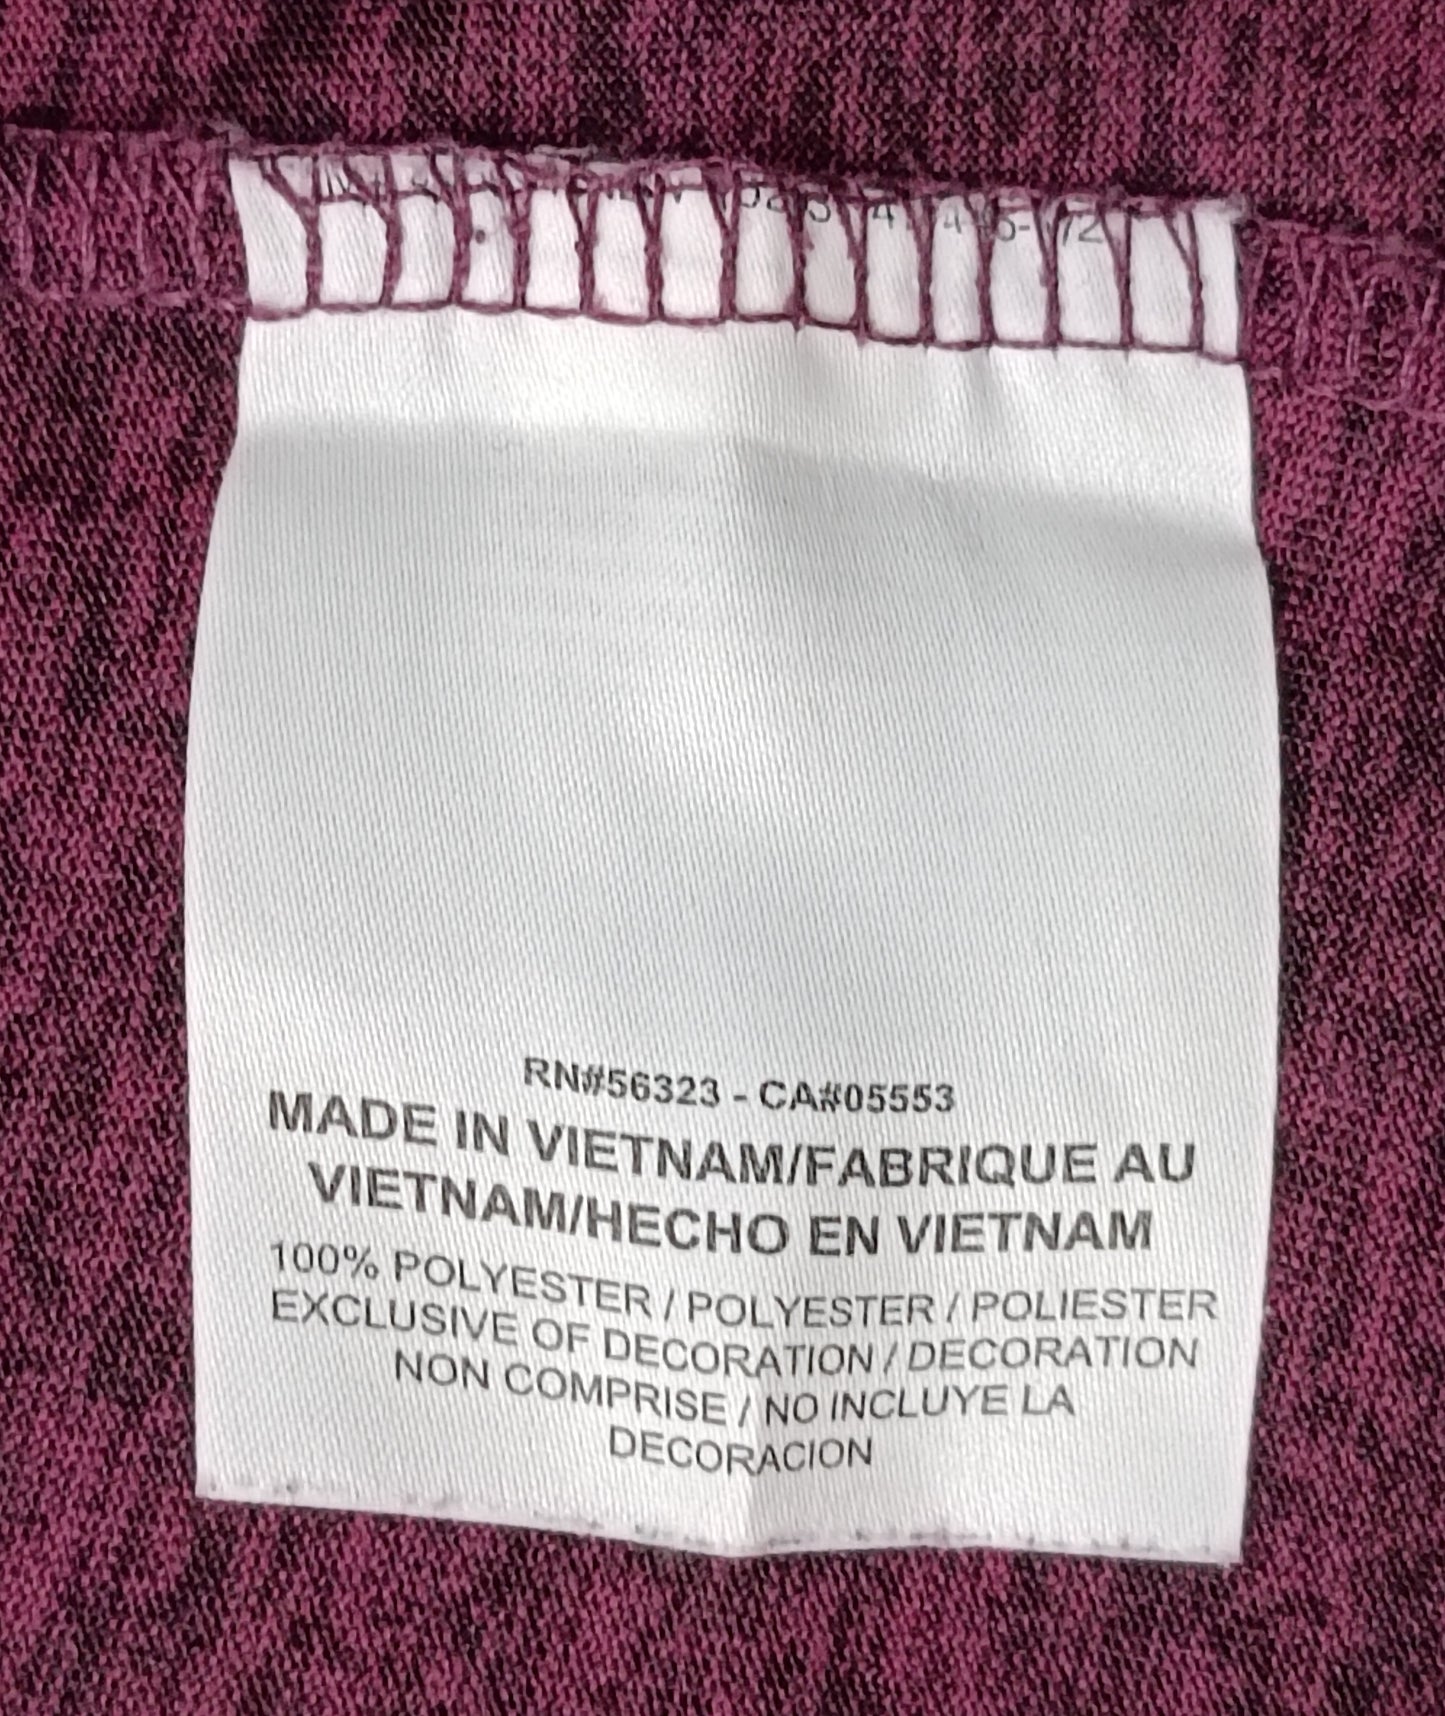 RN#56323 - CA#05553
MADE IN VIETNAM/FABRIQUE AU
VIETNAM/HECHO EN VIETNAM
100% POLYESTER / POLYESTER / POLIESTER
EXCLUSIVE OF DECORATION / DECORATION
NON COMPRISE / NO INCLUYE LA
DECORACION